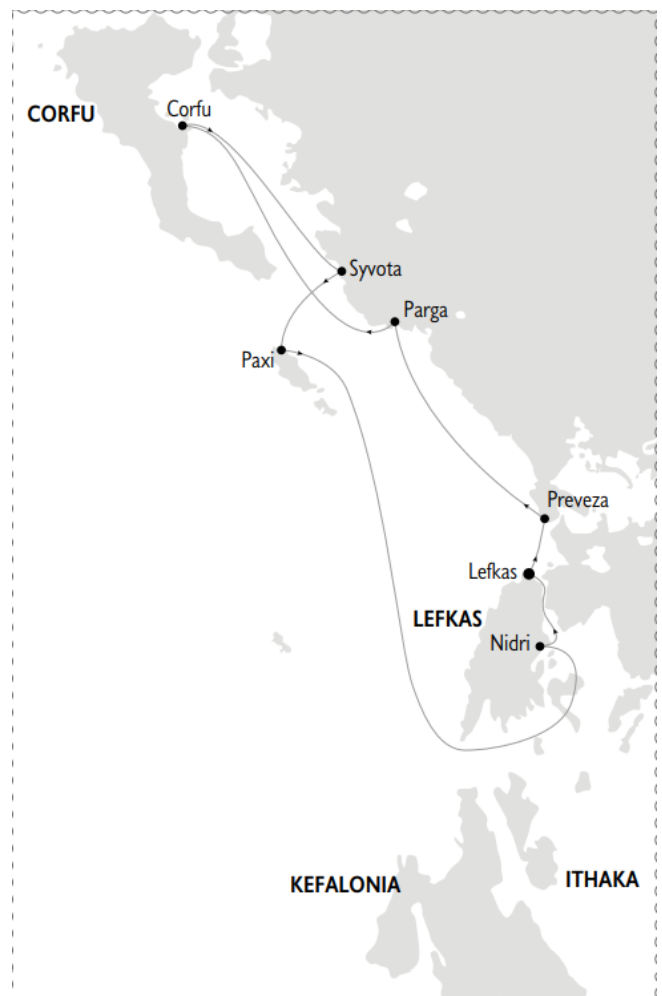 Corfu
CORFU
Syvota
Parga
Paxi
Preveza
Lefkas
LEFKAS
Nidri
KEFALONIA
ITHAKA